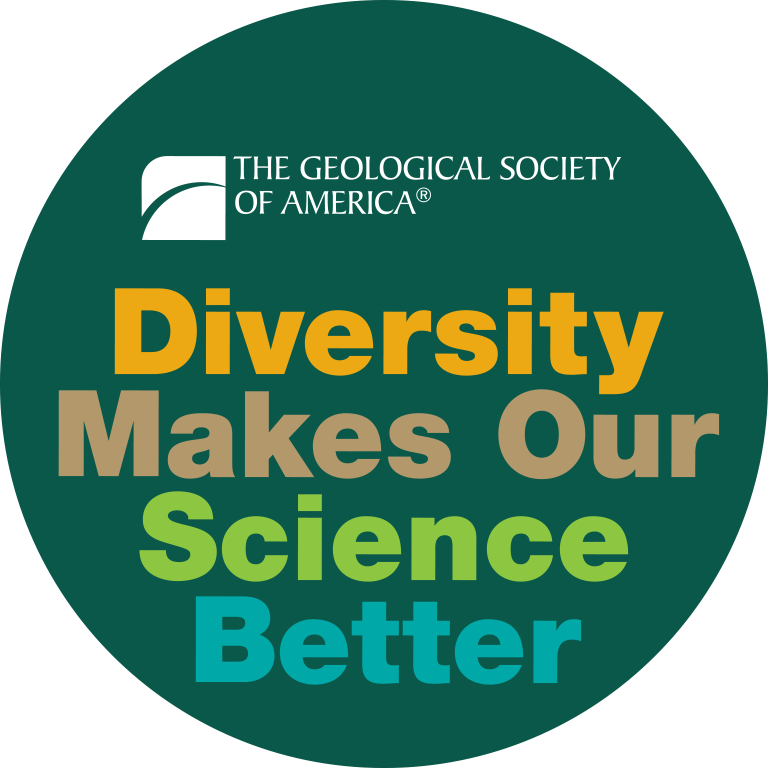 THE GEOLOGICAL SOCIETY
OF AMERICA®
Diversity
Makes Our
Science
Better